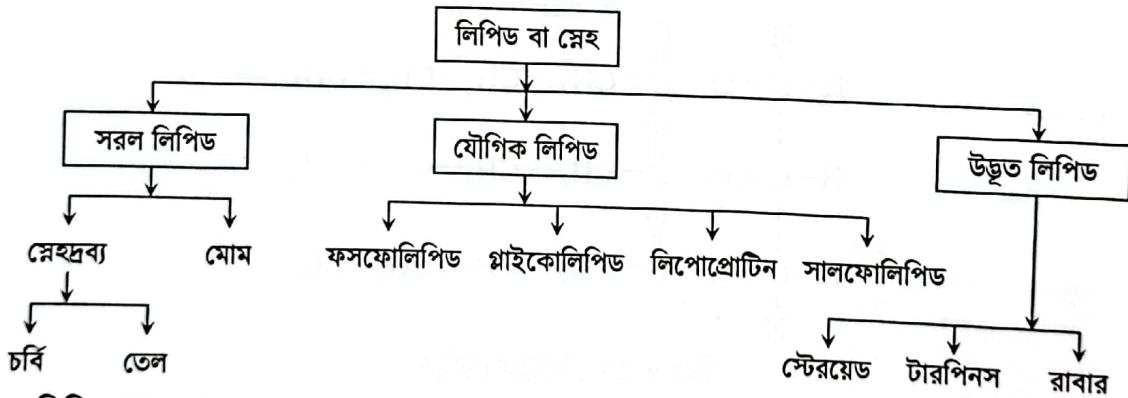 লিপিড বা স্নেহ
সরল লিপিড
যৌগিক লিপিড
উদ্ভূত লিপিড
স্নেহদ্রব্য
মোম
ফসফোলিপিড গ্লাইকোলিপিড লিপোপ্রোটিন সালফোলিপিড
চর্বি
তেল
স্টেরয়েড টারপিনস রাবার